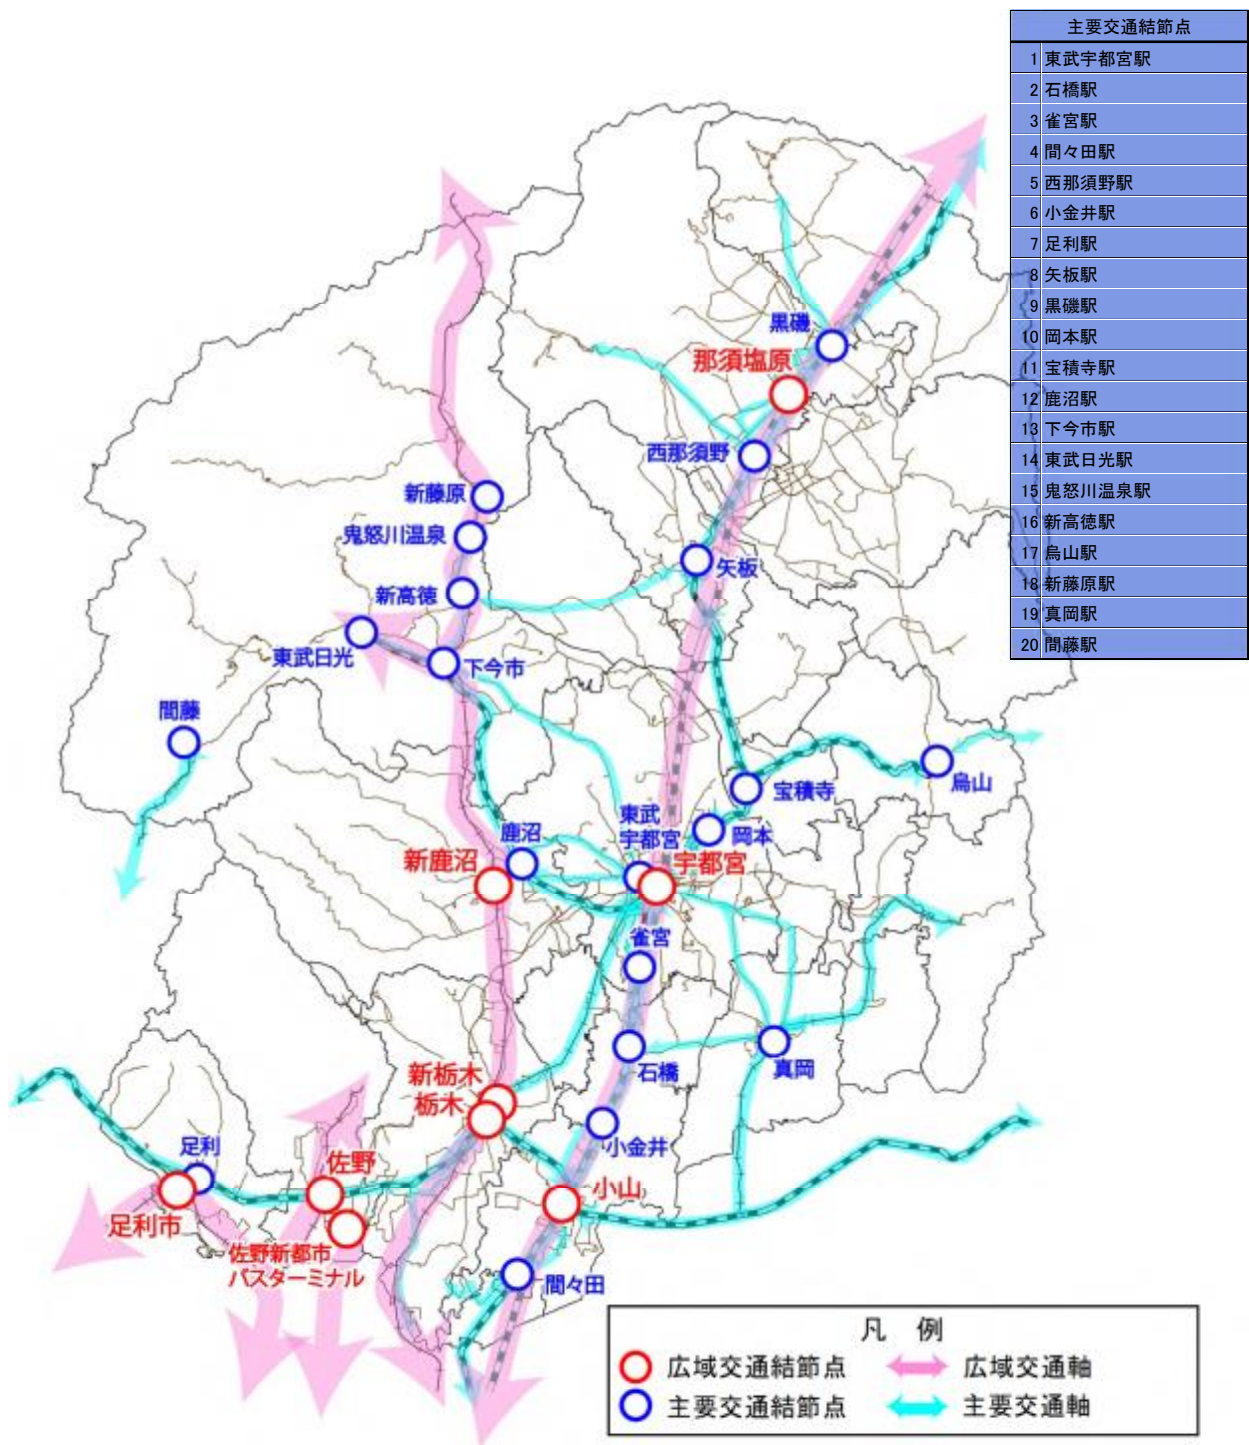 主要交通結節点
1 東武宇都宮駅
2 石橋駅
3 雀宮駅
4 間々田駅
5 西那須野駅
6 小金井駅
7 足利駅
8 矢板駅
9 黒磯駅
10 岡本駅
11 宝積寺駅
12 鹿沼駅
13 下今市駅
14 東武日光駅
15 鬼怒川温泉駅
16 新高徳駅
17 烏山駅
18 新藤原駅
19 真岡駅
20 間藤駅
黒磯
那須塩原
西那須野
新藤原
鬼怒川温泉
矢板
新高徳
東武日光
下今市
間藤
烏山
宝積寺
東武
宇都宮
岡本
鹿沼
新鹿沼
宇都宮
雀宮
石橋
真岡
新栃木
栃木
小金井
足利
佐野
小山
足利市
佐野新都市
バスターミナル
間々田
凡 例
広域交通結節点 広域交通軸
主要交通結節点 主要交通軸